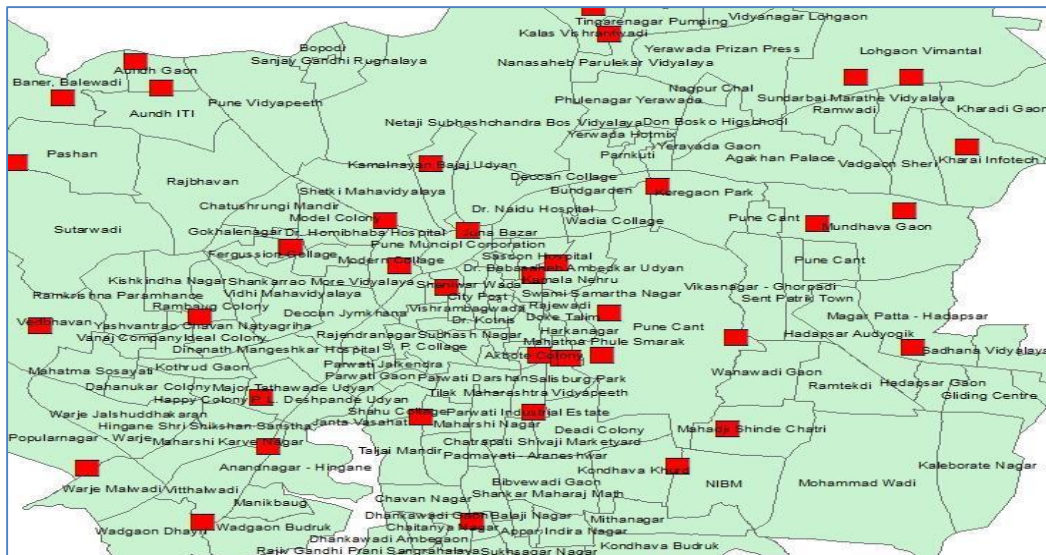 Tingarenagar Pumping
Vidyanagar Lohgaon
Kalas Vishrantwadi
Bopodi
Yerawada Prizan Press
Lohgaon Vimantal
Sanjay Gandhi Rugnalaya
Nanasaheb Parulekar Vidyalaya
Aundh Gaon
Baner, Balewadi
Nagpur Chal
Sundarbai Marathe Vidyalaya
Pune Vidyapeeth
Phulenagar Yerawada
Ramwadi
Kharadi Gaon
Aundh ITI
Netaji Subhashchandra Bos Vidyalaya
Don Bosko Higschool
Yerwada Hotmix
Yeravada Gaon
Pashan
Kamalnayan Bajaj Udyan
Parnkuti
Agakhan Palace
Vadgaon Sheri
Kharai Infotech
Rajbhavan
Deccan Collage
Shetki Mahavidyalaya
Bundgarden
Koregaon Park
Chatushrungi Mandir
Dr. Naidu Hospital
Model Colony
Wadia Collage
Pune Cant
Mundhava Gaon
Sutarwadi
Gokhalenagar
Dr. Homibhaba Hospital
Juna Bazar
Pune Muncipl Corporation
Fergussion Collage
Sasoon Hospital
Modern Collage
Dr. Babasaheb Ambedkar Udyan
Pune Cant
Kishkindha Nagar
Shankarrao More Vidyalaya
Shaniwar Wada
Kamala Nehru
Vikasnagar - Ghorpadi
Ramkrishna Paramhance
Vidhi Mahavidyalaya
City Post
Swami Samartha Nagar
Sent Patrik Town
Rambaug Colony
Deccan Jymkhana
Vishrambagwada
Rajewadi
Magar Patta - Hadapsar
Vedbhavan
Yashvantrao Chavan Natyagriha
Dr. Kotnis
Doke Talim
Pune Cant
Hadapsar Audyogik
Vanaj Company
Ideal Colony
Rajendranagar
Subhash Nagar
Harkanagar
Mahatma Phule Smarak
Dinanath Mangeshkar Hospital
S. P. Collage
Akbote Colony
Sadhana Vidyalaya
Mahatma Sosayati
Kothrud Gaon
Parwati Jalkendra
Wanawadi Gaon
Parwati Gaon
Parwati Darshan
Salisburg Park
Ramtekdi
Hadapsar Gaon
Dahanukar Colony
Major Tathawade Udyan
Tilak Maharashtra Vidyapeeth
Gliding Centre
Happy Colony
P.L. Deshpande Udyan
Warje Jalshuddhakaran
Shahu Collage
Parwati Industrial Estate
Hingane Shri Shikshan Sanstha
Janta Vasahat
Maharshi Nagar
Deadi Colony
Mahada Shinde Chatri
Popularnagar - Warje
Maharshi Karve Nagar
Chatrapati Shivaji Marketyard
Taljai Mandir
Padmavati - Araneshwar
Anandnagar - Hingane
Kondhava Khurd
Kaleborate Nagar
Bibvewadi Gaon
NIBM
Mohammad Wadi
Warje Malwadi
Vitthalwadi
Chavan Nagar
Shankar Maharaj Math
Manikbaug
Dhankawadi Gaon
Balaji Nagar
Mithanagar
Wadgaon Dhayri
Wadgaon Budruk
Chaitanya Nagar
Appar Indira Nagar
Dhankawadi Ambegaon
Kondhava Budruk
Rajiv Gandhi Prani Sangrahalaya
Sukhsagar Nagar